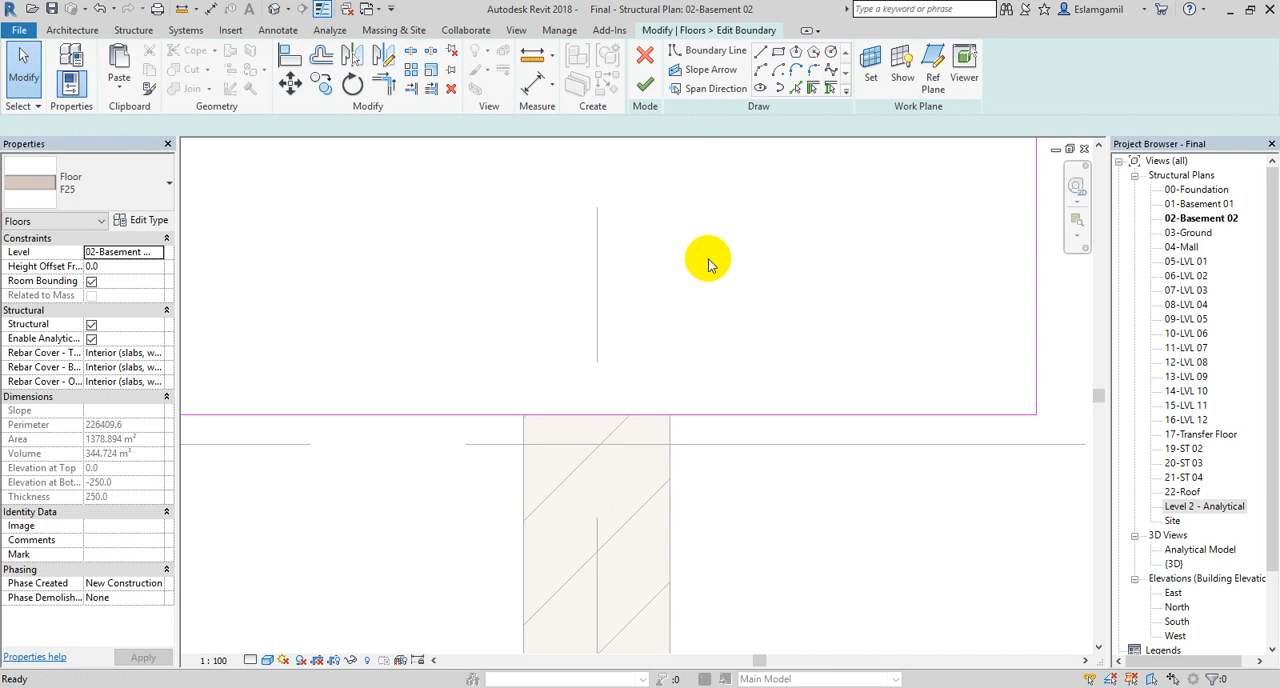 Autodesk Revit 2018 - Final - Structural Plan: 02-Basement 02
Type a keyword or phrase
Eslamgamil
File Architecture Structure Systems Insert Annotate Analyze Massing & Site Collaborate View Manage Add-Ins Modify | Floors > Edit Boundary
Modify
Paste
Cope
Cut
Join
Boundary Line
Slope Arrow
Span Direction
Set
Show
Ref
Plane
Viewer
Select Properties Clipboard Geometry Modify View Measure Create Mode Draw Work Plane
Properties
Floor
F25
Floors
Edit Type
Constraints
Level 02-Basement ...
Height Offset Fr... 0.0
Room Bounding
Related to Mass
Structural
Structural
Enable Analytic...
Rebar Cover - T... Interior (slabs, w...
Rebar Cover - B... Interior (slabs, w...
Rebar Cover - O... Interior (slabs, w...
Dimensions
Slope
Perimeter 226409.6
Area 1378.894 m²
Volume 344.724 m³
Elevation at Top 0.0
Elevation at Bot... -250.0
Thickness 250.0
Identity Data
Image
Comments
Mark
Phasing
Phase Created New Construction
Phase Demolish... None
Properties help
Apply
2D
Project Browser - Final
Views (all)
Structural Plans
00-Foundation
01-Basement 01
02-Basement 02
03-Ground
04-Mall
05-LVL 01
06-LVL 02
07-LVL 03
08-LVL 04
09-LVL 05
10-LVL 06
11-LVL 07
12-LVL 08
13-LVL 09
14-LVL 10
15-LVL 11
16-LVL 12
17-Transfer Floor
19-ST 02
20-ST 03
21-ST 04
22-Roof
Level 2 - Analytical
Site
3D Views
Analytical Model
{3D}
Elevations (Building Elevatic
East
North
South
West
Legends
1 : 100
Ready
:0
Main Model
:0